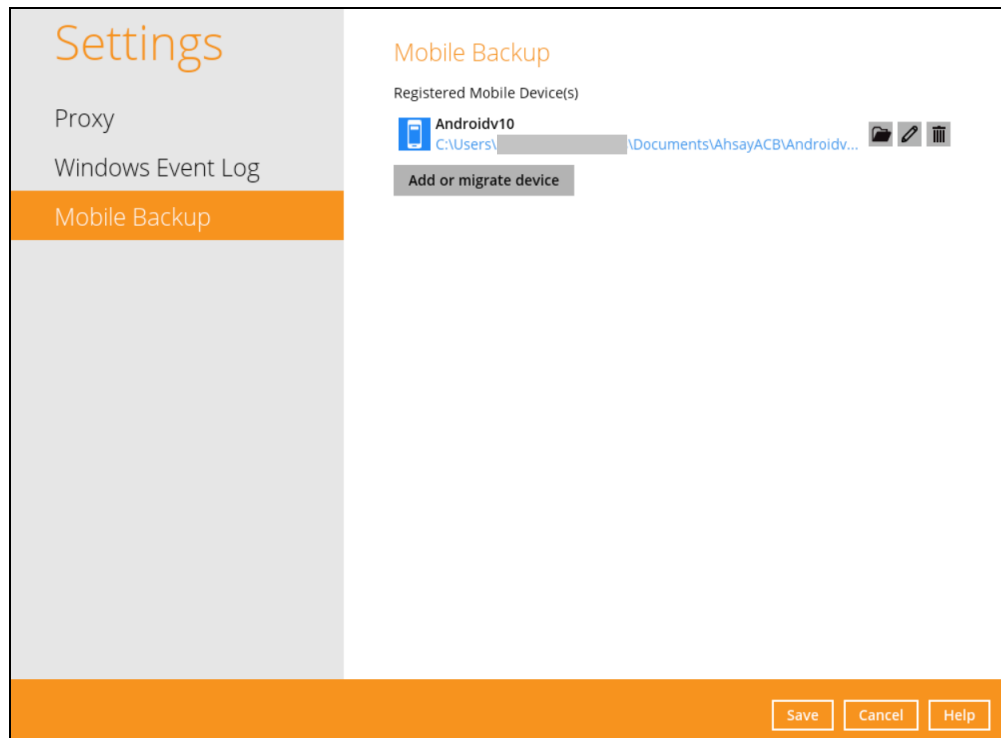 Settings
Proxy
Windows Event Log
Mobile Backup
Mobile Backup
Registered Mobile Device(s)
Androidv10
C:\Users\ \Documents\AhsayACB\Androidv...
Add or migrate device
Save Cancel Help